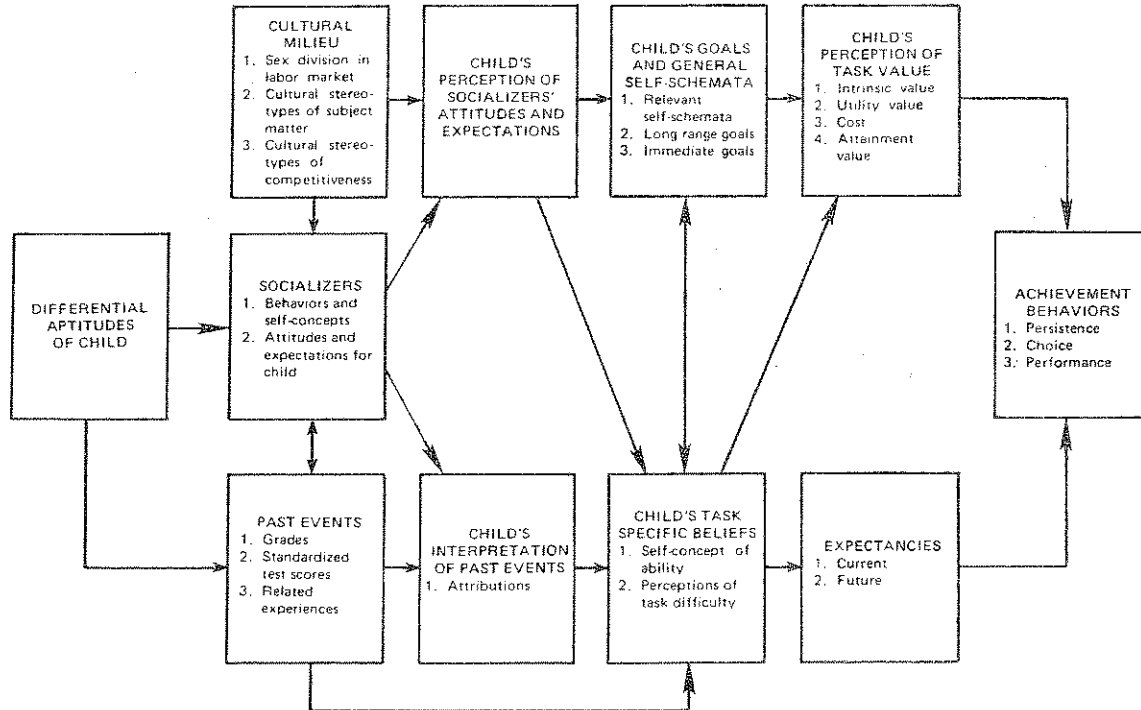 CULTURAL
MILIEU
1. Sex division in
labor market
2. Cultural stereo-
types of subject
matter
3. Cultural stereo-
types of
competitiveness
CHILD'S
PERCEPTION OF
SOCIALIZERS'
ATTITUDES AND
EXPECTATIONS
CHILD'S GOALS
AND GENERAL
SELF-SCHEMATA
1. Relevant
self-schemata
2. Long range goals
3. Immediate goals
CHILD'S
PERCEPTION OF
TASK VALUE
1. Intrinsic value
2. Utility value
3. Cost
4. Attainment
value
DIFFERENTIAL
APTITUDES
OF CHILD
SOCIALIZERS
1. Behaviors and
self-concepts
2. Attitudes and
expectations for
child
ACHIEVEMENT
BEHAVIORS
1. Persistence
2. Choice
3. Performance
PAST EVENTS
1. Grades
2. Standardized
test scores
3. Related
experiences
CHILD'S
INTERPRETATION
OF PAST EVENTS
1. Attributions
CHILD'S TASK
SPECIFIC BELIEFS
1. Self-concept of
ability
2. Perceptions of
task difficulty
EXPECTANCIES
1. Current
2. Future